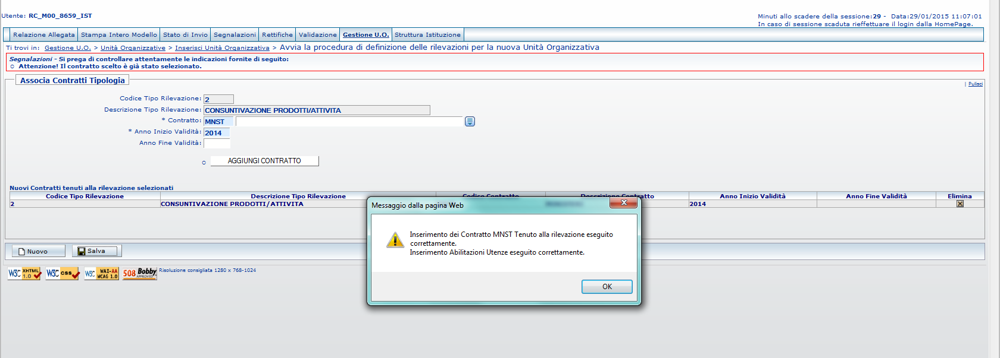 Utente: RC_M00_8659_IST
Minuti allo scadere della sessione:29 - Data:29/01/2015 11:07:01
In caso di sessione scaduta rieffettuare il login dalla HomePage.
Relazione Allegata Stampa Intero Modello Stato di Invio Segnalazioni Rettifiche Validazione Gestione U.O. Struttura Istituzione
Ti trovi in: Gestione U.O. > Unità Organizzative > Inserisci Unità Organizzativa > Avvia la procedura di definizione delle rilevazioni per la nuova Unità Organizzativa
Segnalazioni - Si prega di controllare attentamente le indicazioni fornite di seguito:
Attenzione! Il contratto scelto è già stato selezionato.
Associa Contratti Tipologia
| Pulisci
Codice Tipo Rilevazione: 2
Descrizione Tipo Rilevazione: CONSUNTIVAZIONE PRODOTTI/ATTIVITA
* Contratto: MNST
* Anno Inizio Validità: 2014
Anno Fine Validità:
AGGIUNGI CONTRATTO
Nuovi Contratti tenuti alla rilevazione selezionati
Codice Tipo Rilevazione Descrizione Tipo Rilevazione Codice Contratto Descrizione Contratto Anno Inizio Validità Anno Fine Validità Elimina
2 CONSUNTIVAZIONE PRODOTTI/ATTIVITA 2014
Messaggio dalla pagina Web
Inserimento dei Contratto MNST Tenuto alla rilevazione eseguito
correttamente.
Inserimento Abilitazioni Utenze eseguito correttamente.
OK
Nuovo Salva
W3C XHTML 1.0 W3C CSS W3C WAI-AA WCAG 1.0 508 Bobby APPROVED Risoluzione consigliata 1280 x 768-1024